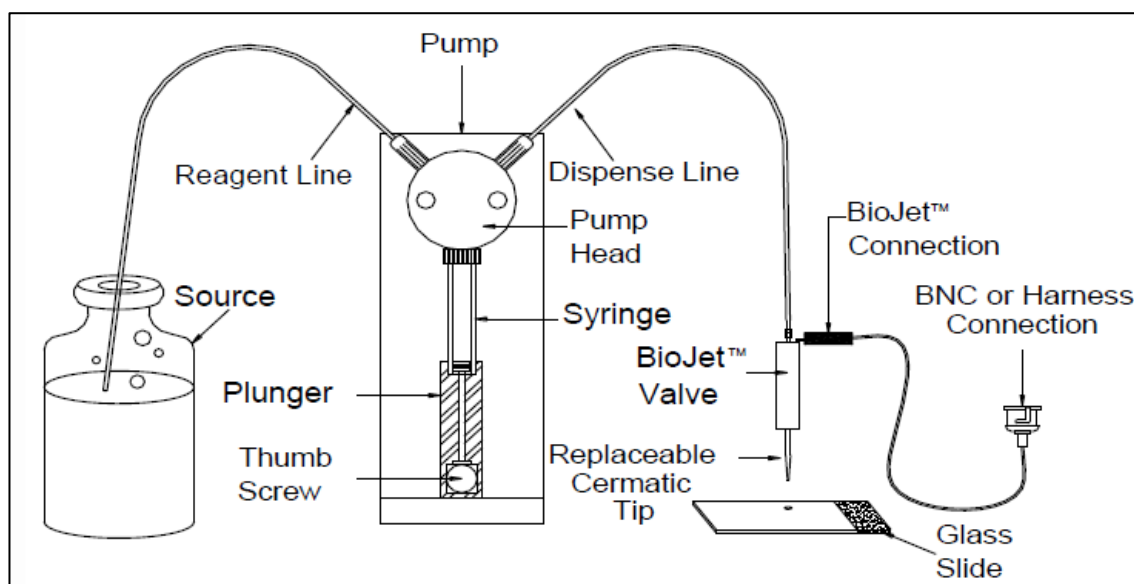 Pump
Reagent Line
Dispense Line
Pump
Head
BioJet™
Connection
Source
Syringe
BNC or Harness
Connection
BioJet™
Valve
Plunger
Thumb
Screw
Replaceable
Cermatic
Tip
Glass
Slide